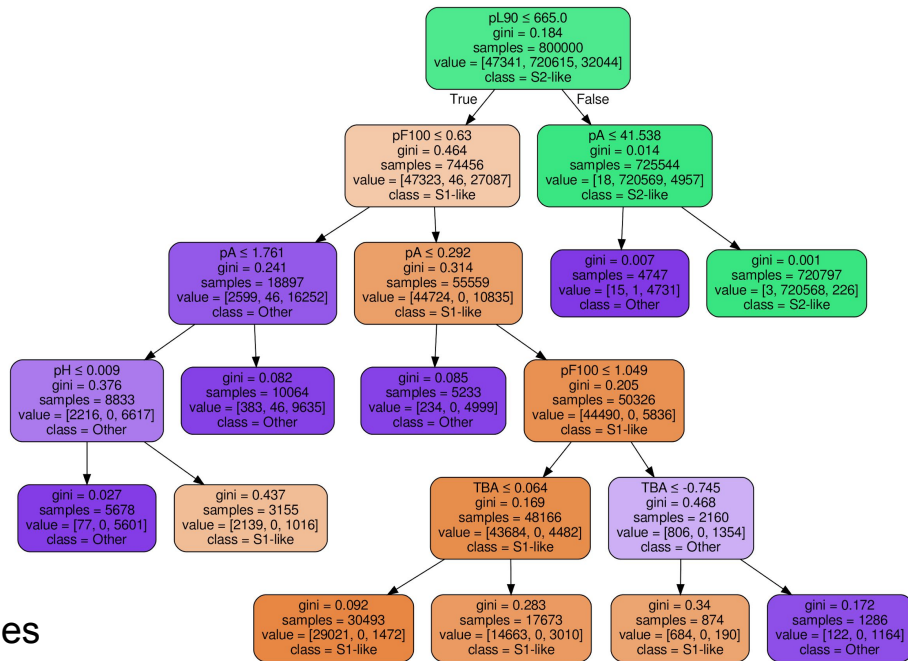 pL90 ≤ 665.0
gini = 0.184
samples = 800000
value = [47341, 720615, 32044]
class = S2-like
True
False
pF100 ≤ 0.63
gini = 0.464
samples = 74456
value = [47323, 46, 27087]
class = S1-like
pA ≤ 41.538
gini = 0.014
samples = 725544
value = [18, 720569, 4957]
class = S2-like
pA ≤ 1.761
gini = 0.241
samples = 18897
value = [2599, 46, 16252]
class = Other
pA ≤ 0.292
gini = 0.314
samples = 55559
value = [44724, 0, 10835]
class = S1-like
gini = 0.007
samples = 4747
value = [15, 1, 4731]
class = Other
gini = 0.001
samples = 720797
value = [3, 720568, 226]
class = S2-like
pH ≤ 0.009
gini = 0.376
samples = 8833
value = [2216, 0, 6617]
class = Other
gini = 0.082
samples = 10064
value = [383, 46, 9635]
class = Other
gini = 0.085
samples = 5233
value = [234, 0, 4999]
class = Other
pF100 ≤ 1.049
gini = 0.205
samples = 50326
value = [44490, 0, 5836]
class = S1-like
gini = 0.027
samples = 5678
value = [77, 0, 5601]
class = Other
gini = 0.437
samples = 3155
value = [2139, 0, 1016]
class = S1-like
TBA ≤ 0.064
gini = 0.169
samples = 48166
value = [43684, 0, 4482]
class = S1-like
TBA ≤ -0.745
gini = 0.468
samples = 2160
value = [806, 0, 1354]
class = Other
gini = 0.092
samples = 30493
value = [29021, 0, 1472]
class = S1-like
gini = 0.283
samples = 17673
value = [14663, 0, 3010]
class = S1-like
gini = 0.34
samples = 874
value = [684, 0, 190]
class = S1-like
gini = 0.172
samples = 1286
value = [122, 0, 1164]
class = Other
es